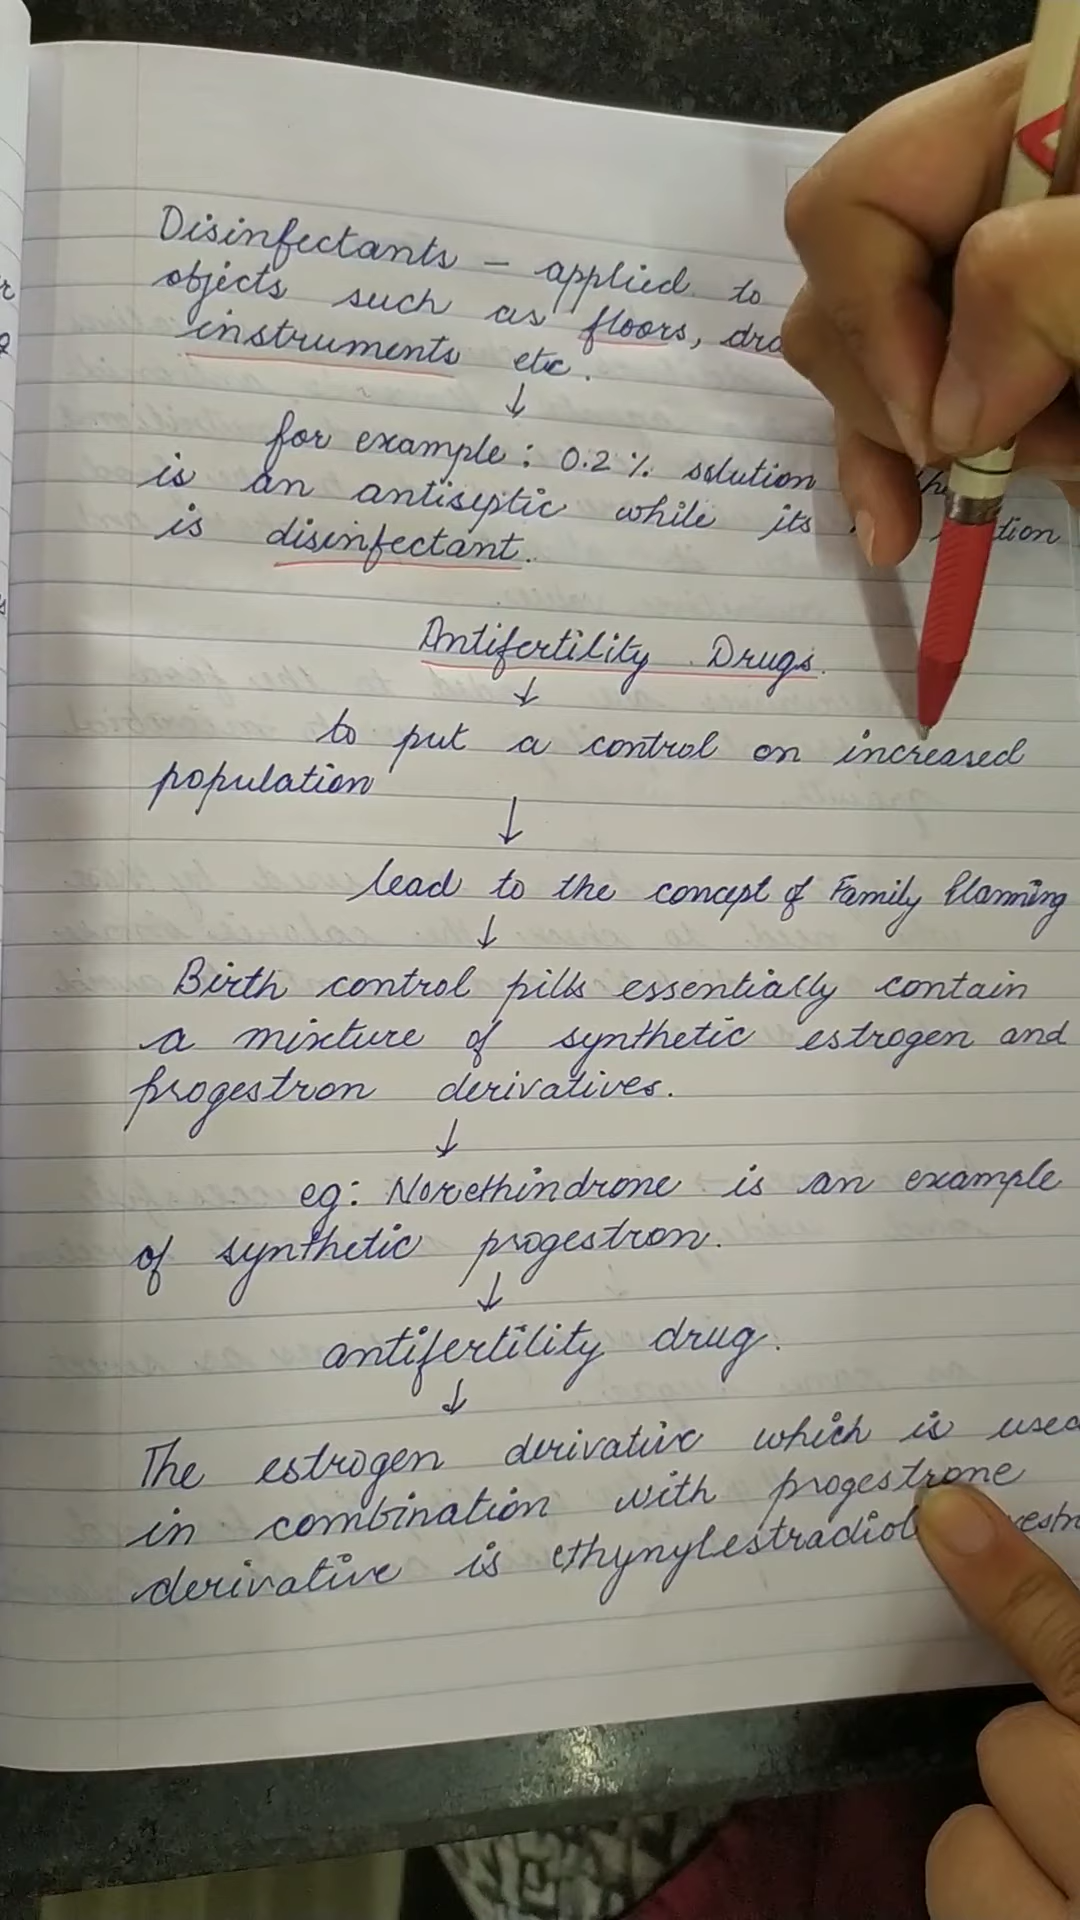 Disinfectants – applied to
objects such as floors,
instruments etc.
↓
for example : 0.2 % solution
is an antiseptic while its
is disinfectant.
Antifertility Drugs.
↓
to put a control on increased
population
↓
lead to the concept of Family Planning
↓
Birth control pills essentially contain
a mixture of synthetic estrogen and
progestron derivatives.
↓
eg: Norethindrone is an example
of synthetic progestron.
↓
antifertility drug.
↓
The estrogen derivative which is used
in combination with progestrone
derivative is ethynylestradiol